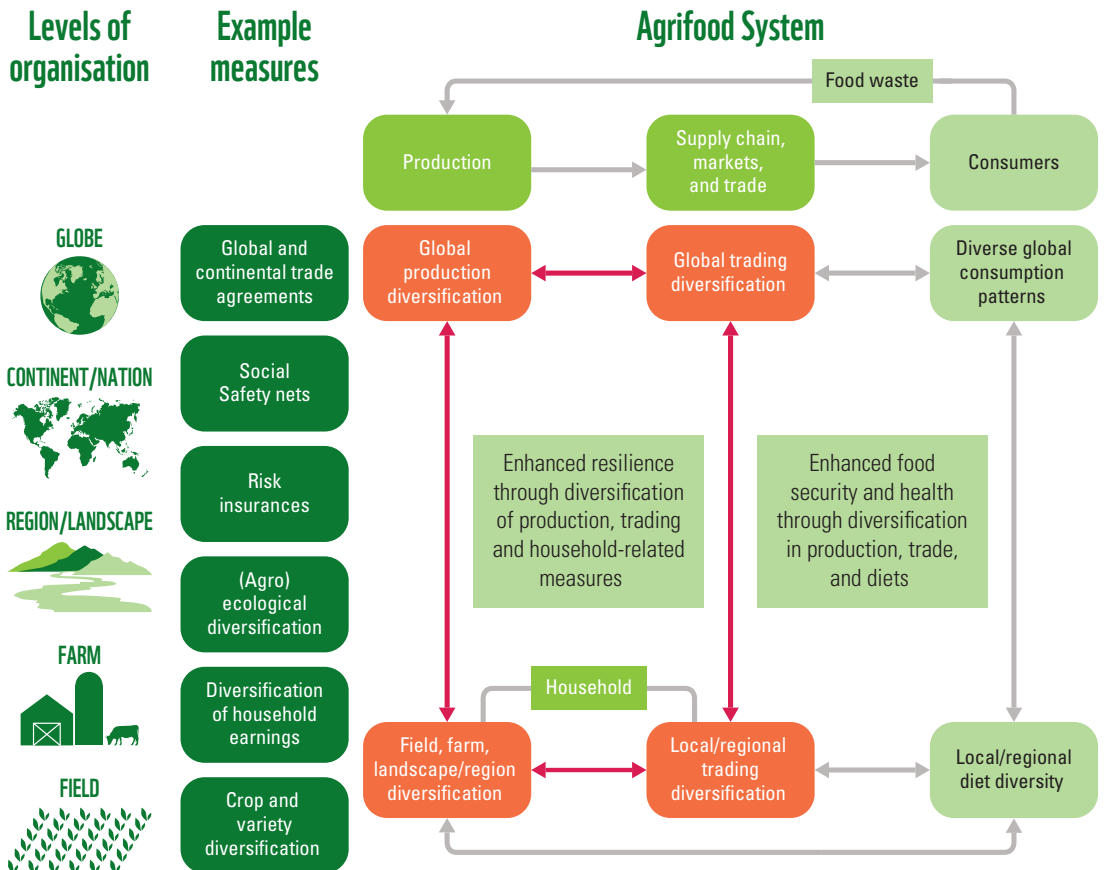 Levels of
organisation
Example
measures
Agrifood System
Food waste
Production
Supply chain,
markets,
and trade
Consumers
GLOBE
Global and
continental trade
agreements
Global
production
diversification
Global trading
diversification
Diverse global
consumption
patterns
CONTINENT/NATION
Social
Safety nets
Risk
insurances
Enhanced resilience
through diversification
of production, trading
and household-related
measures
Enhanced food
security and health
through diversification
in production, trade,
and diets
REGION/LANDSCAPE
(Agro)
ecological
diversification
FARM
Diversification
of household
earnings
Household
Field, farm,
landscape/region
diversification
Local/regional
trading
diversification
Local/regional
diet diversity
FIELD
Crop and
variety
diversification